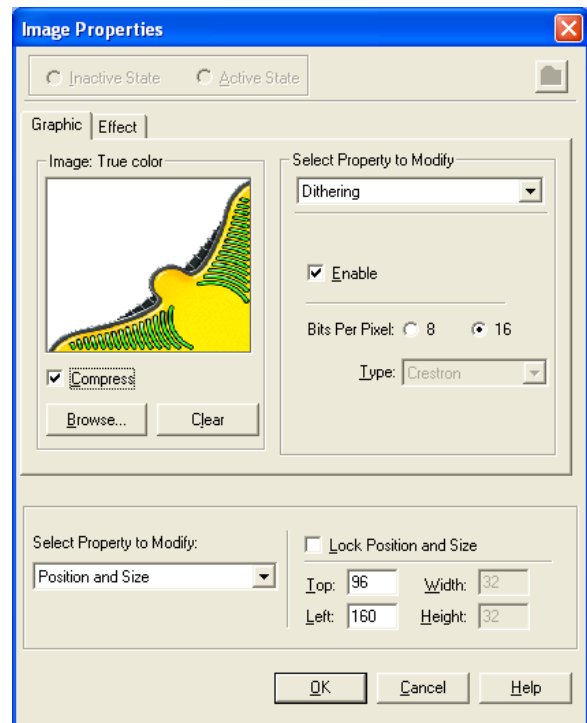 Image Properties
Inactive State Active State
Graphic Effect
Image: True color
Compress
Browse... Clear
Select Property to Modify
Dithering
Enable
Bits Per Pixel: 8 16
Type: Crestron
Select Property to Modify:
Position and Size
Lock Position and Size
Top: 96 Width: 32
Left: 160 Height: 32
OK Cancel Help